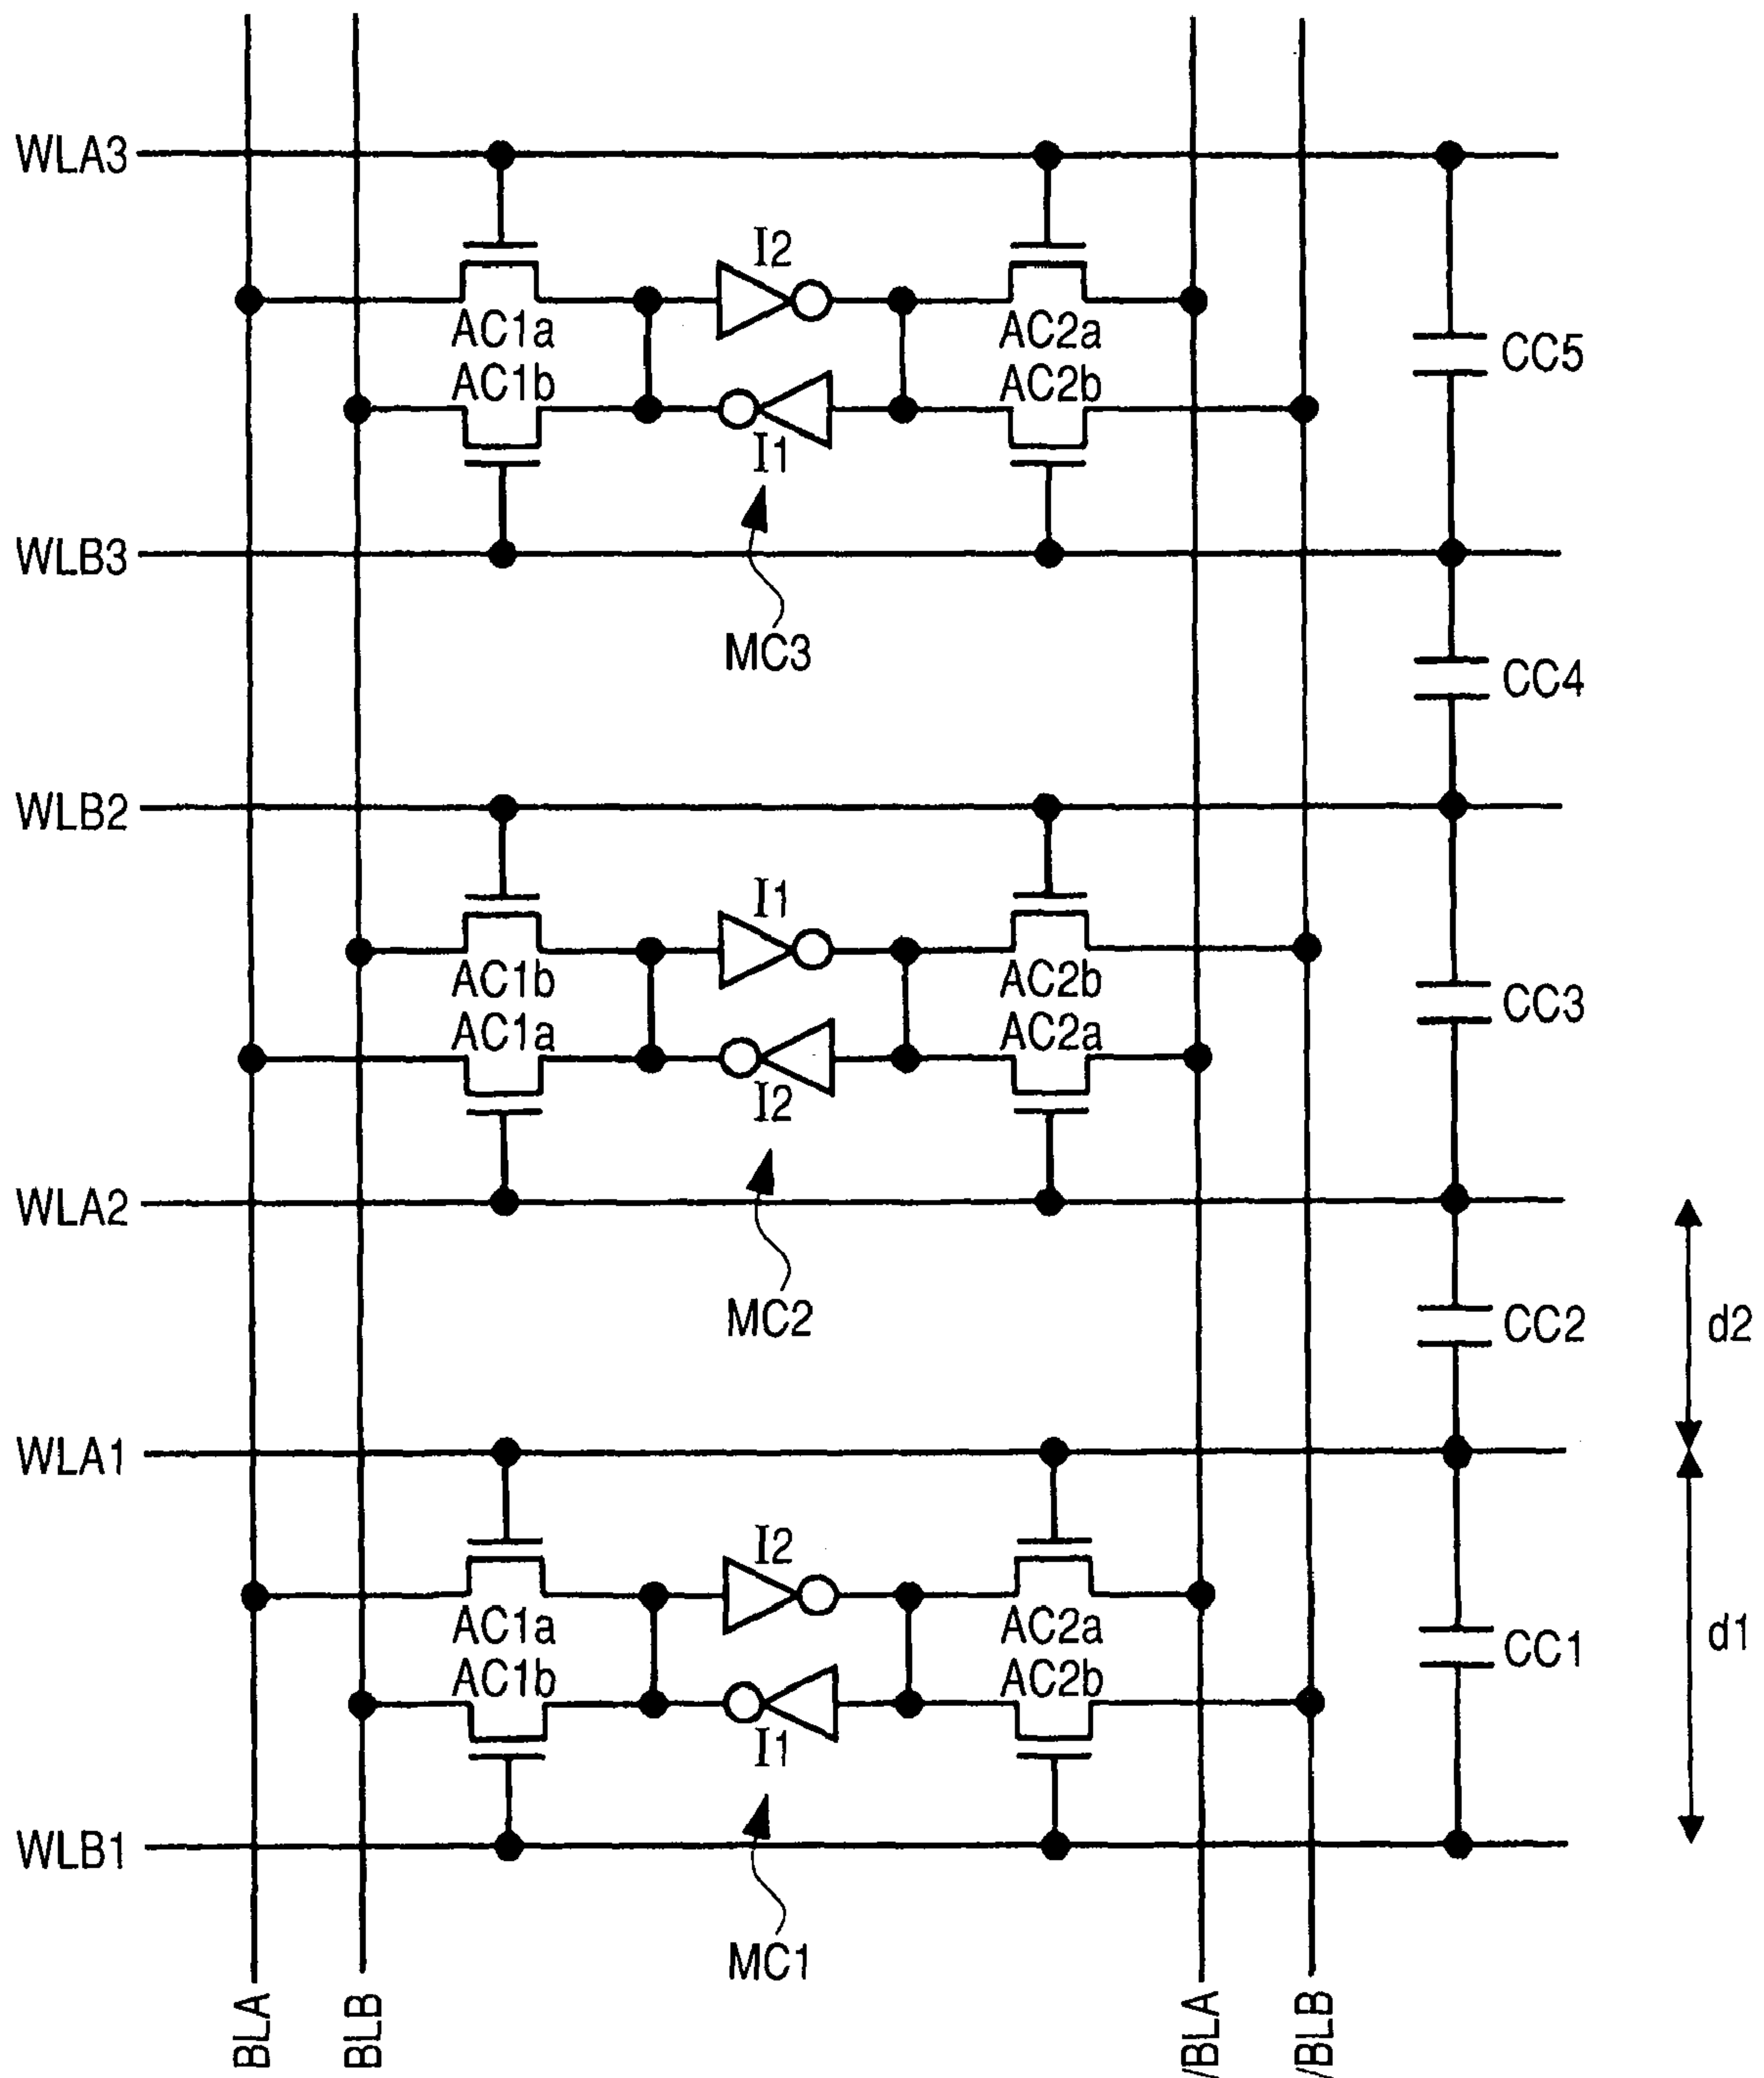 WLA3
I2
AC1a
AC2a
CC5
AC1b
AC2b
I1
WLB3
MC3
CC4
WLB2
I1
AC1b
AC2b
CC3
AC1a
AC2a
I2
WLA2
MC2
CC2
d2
WLA1
I2
AC1a
AC2a
CC1
d1
AC1b
AC2b
I1
WLB1
MC1
BLA
BLB
/BLA
/BLB